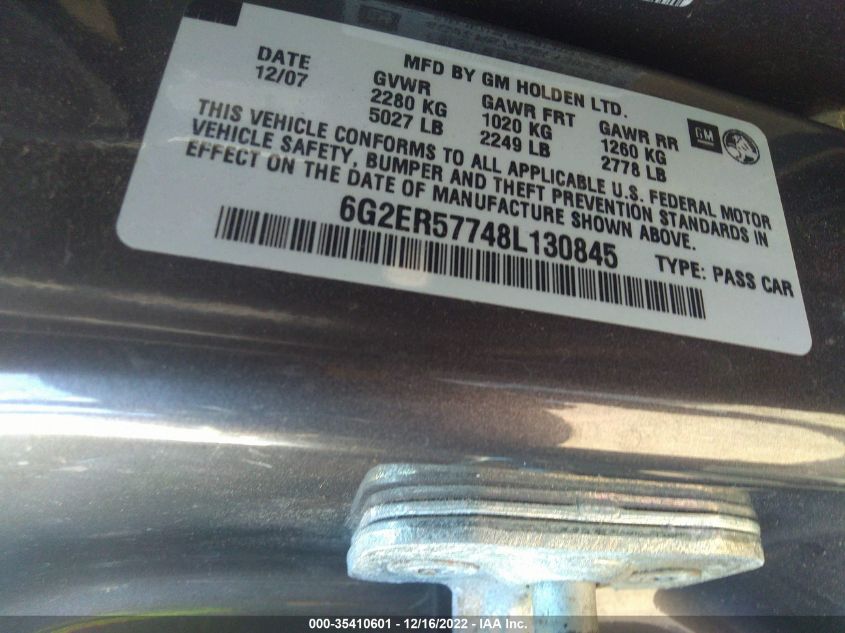 MFD BY GM HOLDEN LTD.
DATE 12/07
GVWR 2280 KG 5027 LB
GAWR FRT 1020 KG 2249 LB
GAWR RR 1260 KG 2778 LB
GM
THIS VEHICLE CONFORMS TO ALL APPLICABLE U.S. FEDERAL MOTOR
VEHICLE SAFETY, BUMPER AND THEFT PREVENTION STANDARDS IN
EFFECT ON THE DATE OF MANUFACTURE SHOWN ABOVE.
6G2ER57748L130845
TYPE: PASS CAR
000-35410601 - 12/16/2022 - IAA Inc.